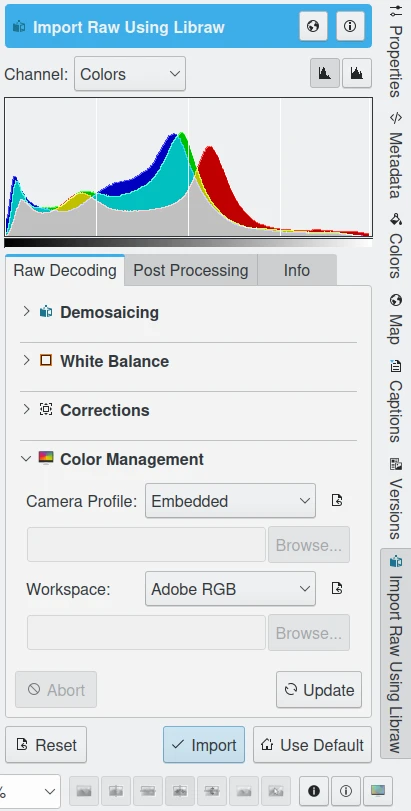 Import Raw Using Libraw
Channel: Colors
Raw Decoding
Post Processing
Info
Demosaicing
White Balance
Corrections
Color Management
Camera Profile: Embedded
Browse...
Workspace: Adobe RGB
Browse...
Abort
Update
Reset
Import
Use Default
%
Properties
Metadata
Colors
Map
Captions
Versions
Import Raw Using Libraw